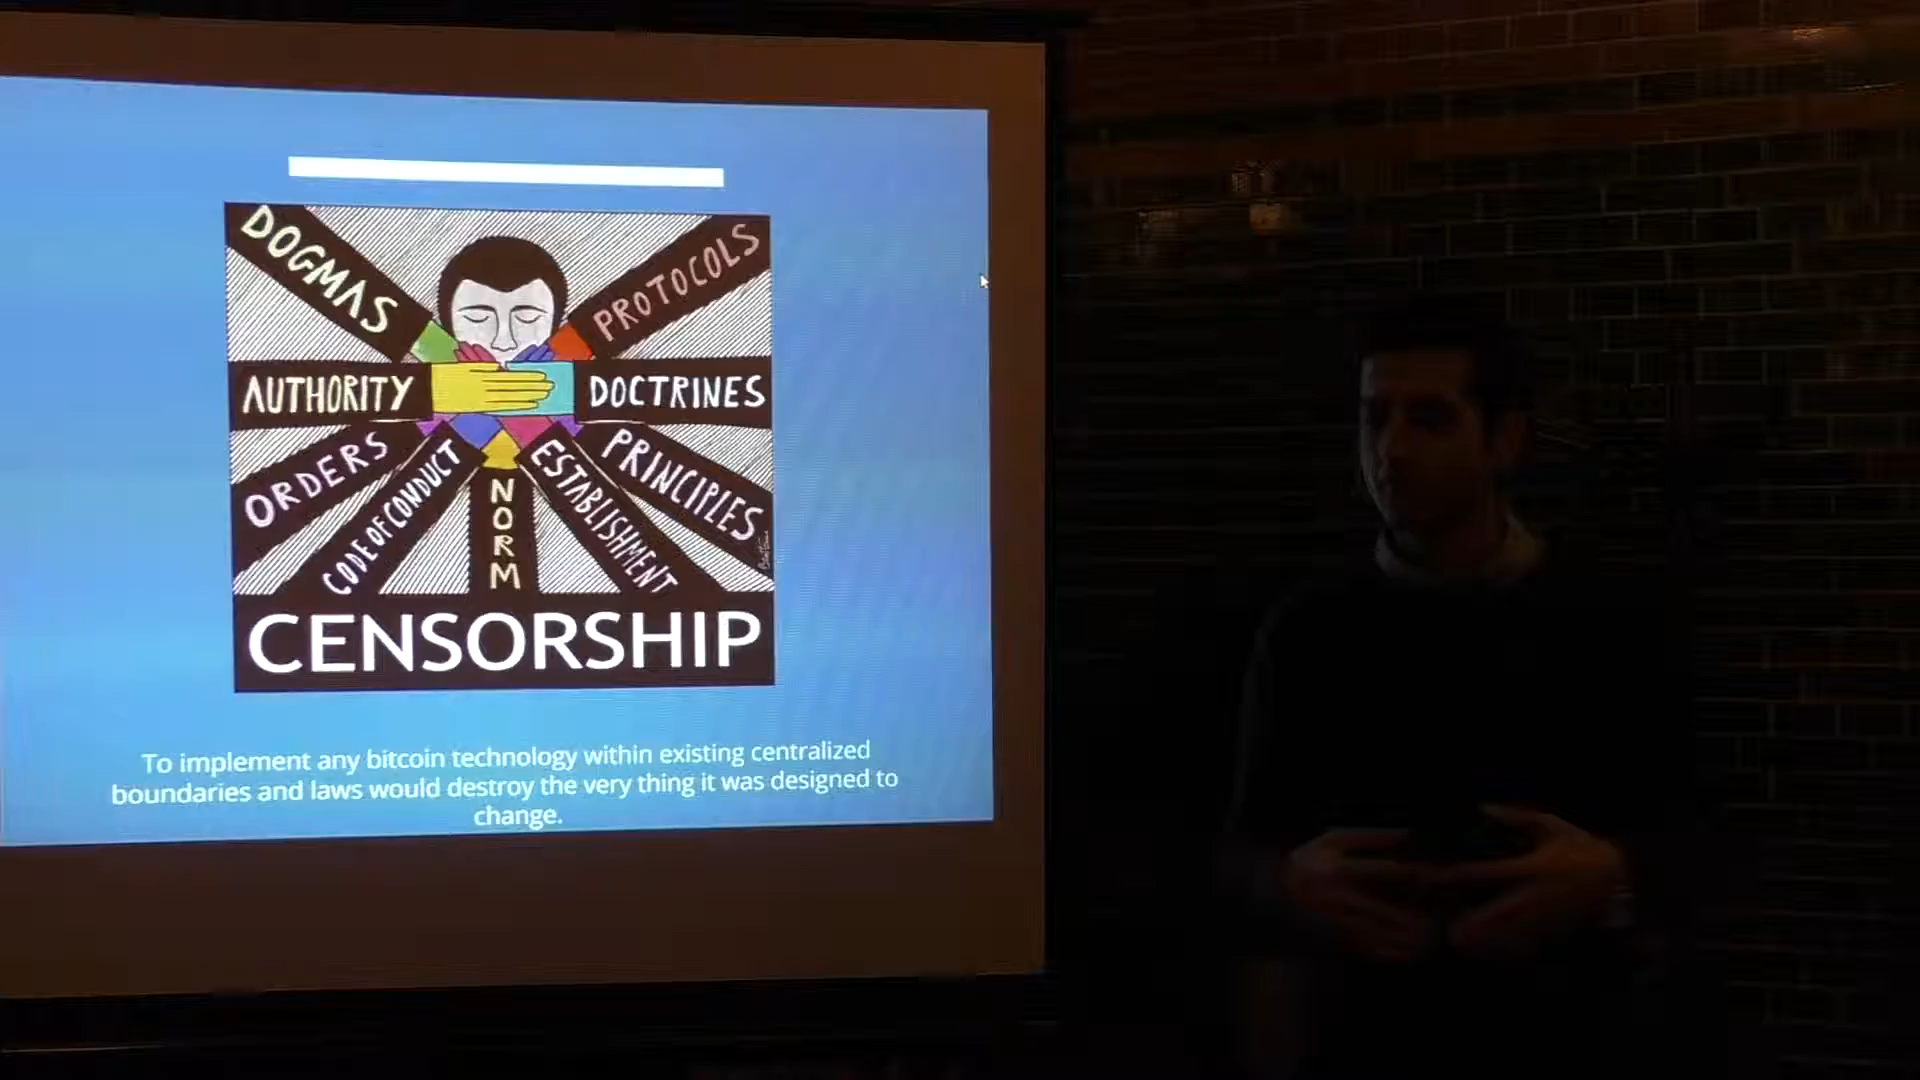 DOGMAS
PROTOCOLS
AUTHORITY
DOCTRINES
ORDERS
CODE OF CONDUCT
NORM
ESTABLISHMENT
PRINCIPLES
CENSORSHIP
To implement any bitcoin technology within existing centralized
boundaries and laws would destroy the very thing it was designed to
change.